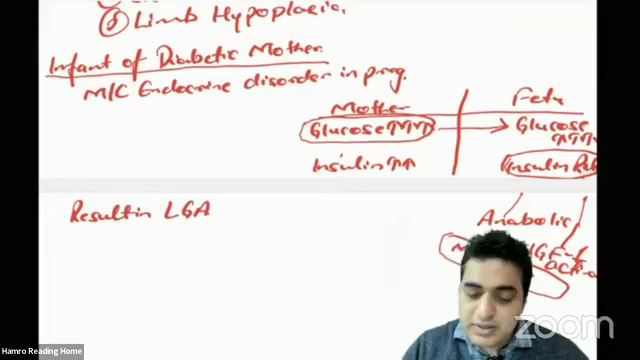 ⑧ Limb Hypoplasia.
Infant of Diabetic Mother.
M/C Endocrine disorder in preg.
Mother
Glucose ↑↑↑ → Glucose ↑↑↑
Insulin ↑↑
Insulin
Result in LGA
Anabolic
zoom
Hamro Reading Home